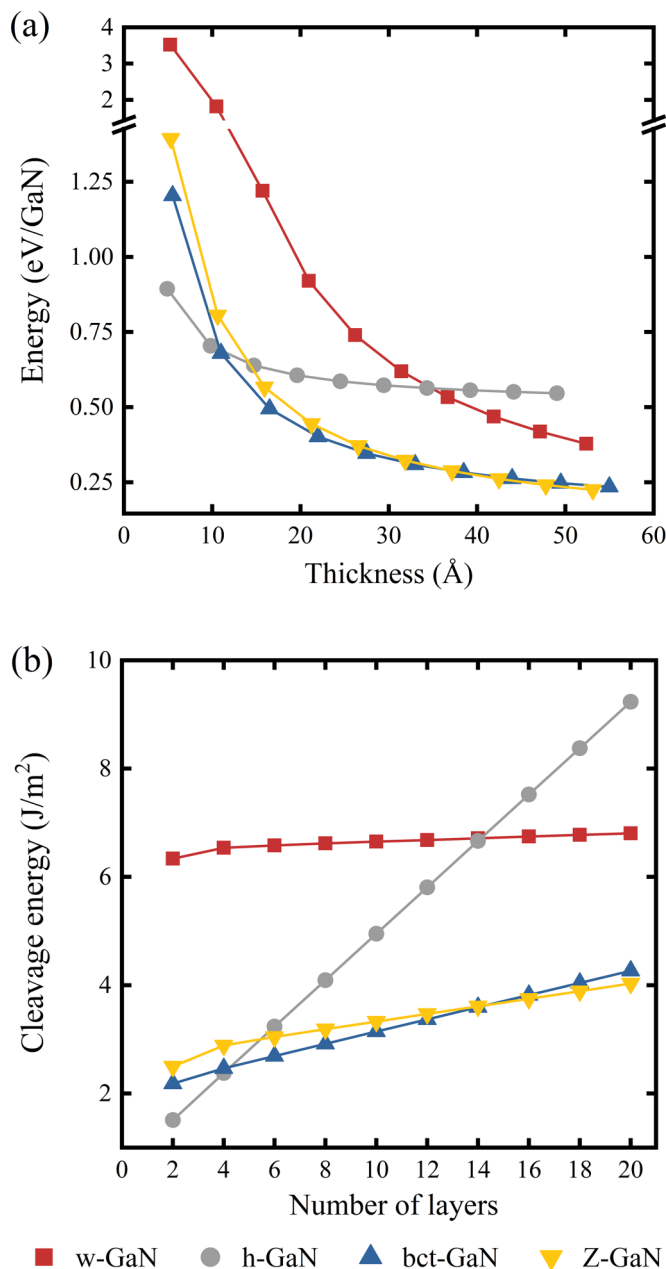 (a)
4
3
2
1.25
1.00
0.75
0.50
0.25
Energy (eV/GaN)
0 10 20 30 40 50 60
Thickness (Å)
(b)
10
8
6
4
2
Cleavage energy (J/m²)
0 2 4 6 8 10 12 14 16 18 20
Number of layers
w-GaN h-GaN bct-GaN Z-GaN